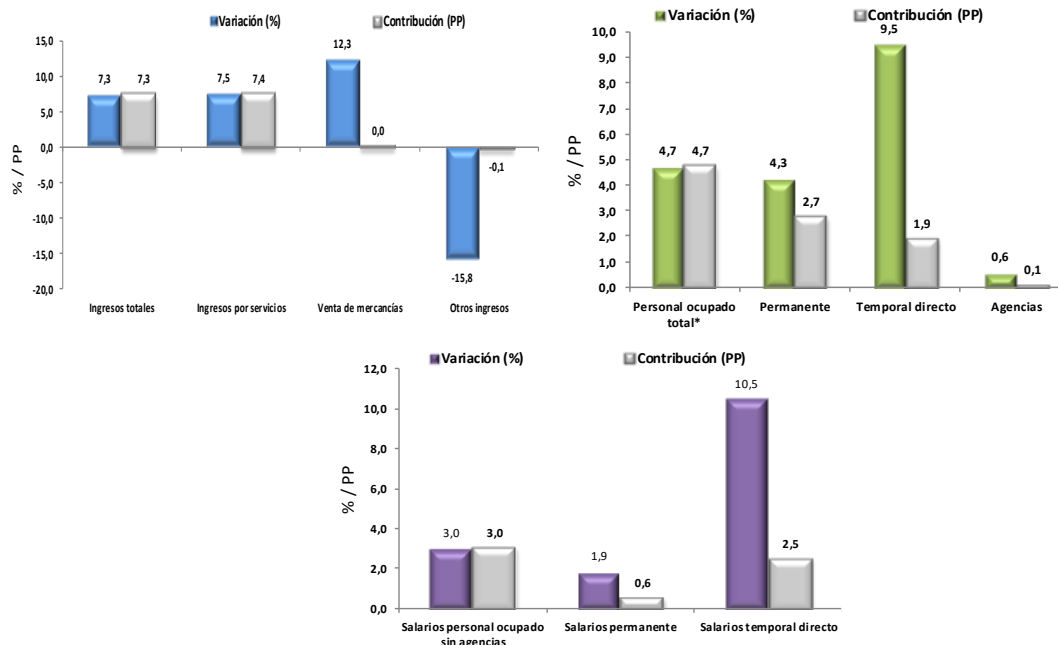 Variación (%)
Contribución (PP)
% / PP
15,0
10,0
5,0
0,0
-5,0
-10,0
-15,0
-20,0
7,3
7,3
7,5
7,4
12,3
0,0
-15,8
-0,1
Ingresos totales
Ingresos por servicios
Venta de mercancías
Otro ingresos
Variación (%)
Contribución (PP)
% / PP
10,0
9,0
8,0
7,0
6,0
5,0
4,0
3,0
2,0
1,0
0,0
4,7
4,7
4,3
2,7
9,5
1,9
0,6
0,1
Personal ocupado
total*
Permanente
Temporal directo
Agencias
Variación (%)
Contribución (PP)
% / PP
12,0
10,0
8,0
6,0
4,0
2,0
0,0
3,0
3,0
1,9
0,6
10,5
2,5
Salarios personal ocupado
sin agencias
Salarios permanente
Salarios temporal directo